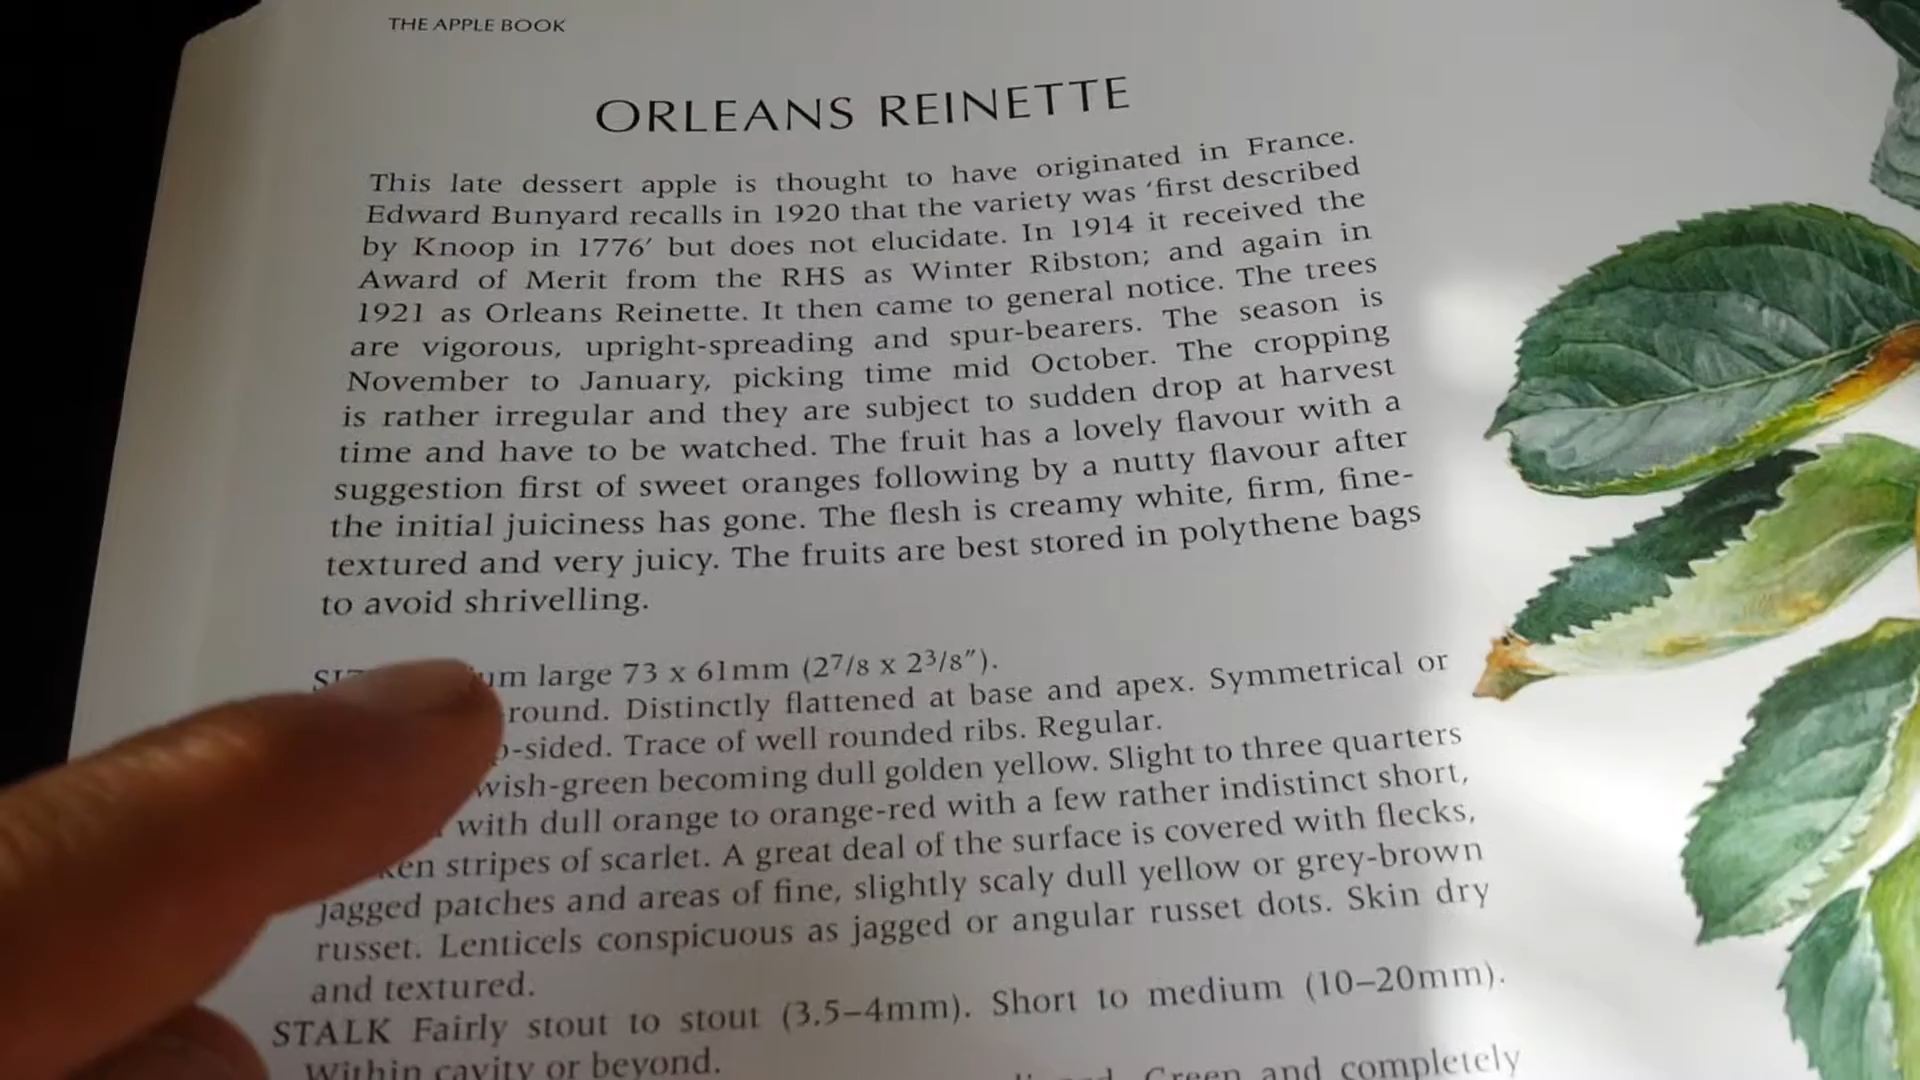 THE APPLE BOOK
ORLEANS REINETTE
This late dessert apple is thought to have originated in France.
Edward Bunyard recalls in 1920 that the variety was ‘first described
by Knoop in 1776’ but does not elucidate. In 1914 it received the
Award of Merit from the RHS as Winter Ribston; and again in
1921 as Orleans Reinette. It then came to general notice. The trees
are vigorous, upright-spreading and spur-bearers. The season is
November to January, picking time mid October. The cropping
is rather irregular and they are subject to sudden drop at harvest
time and have to be watched. The fruit has a lovely flavour with a
suggestion first of sweet oranges following by a nutty flavour after
the initial juiciness has gone. The flesh is creamy white, firm, fine-
textured and very juicy. The fruits are best stored in polythene bags
to avoid shrivelling.
large 73 x 61mm (2⁷/8 x 2³/8″).
round. Distinctly flattened at base and apex. Symmetrical or
-sided. Trace of well rounded ribs. Regular.
wish-green becoming dull golden yellow. Slight to three quarters
with dull orange to orange-red with a few rather indistinct short,
ken stripes of scarlet. A great deal of the surface is covered with flecks,
jagged patches and areas of fine, slightly scaly dull yellow or grey-brown
russet. Lenticels conspicuous as jagged or angular russet dots. Skin dry
and textured.
STALK Fairly stout to stout (3.5–4mm). Short to medium (10–20mm).
Within cavity or beyond.
Green and completely